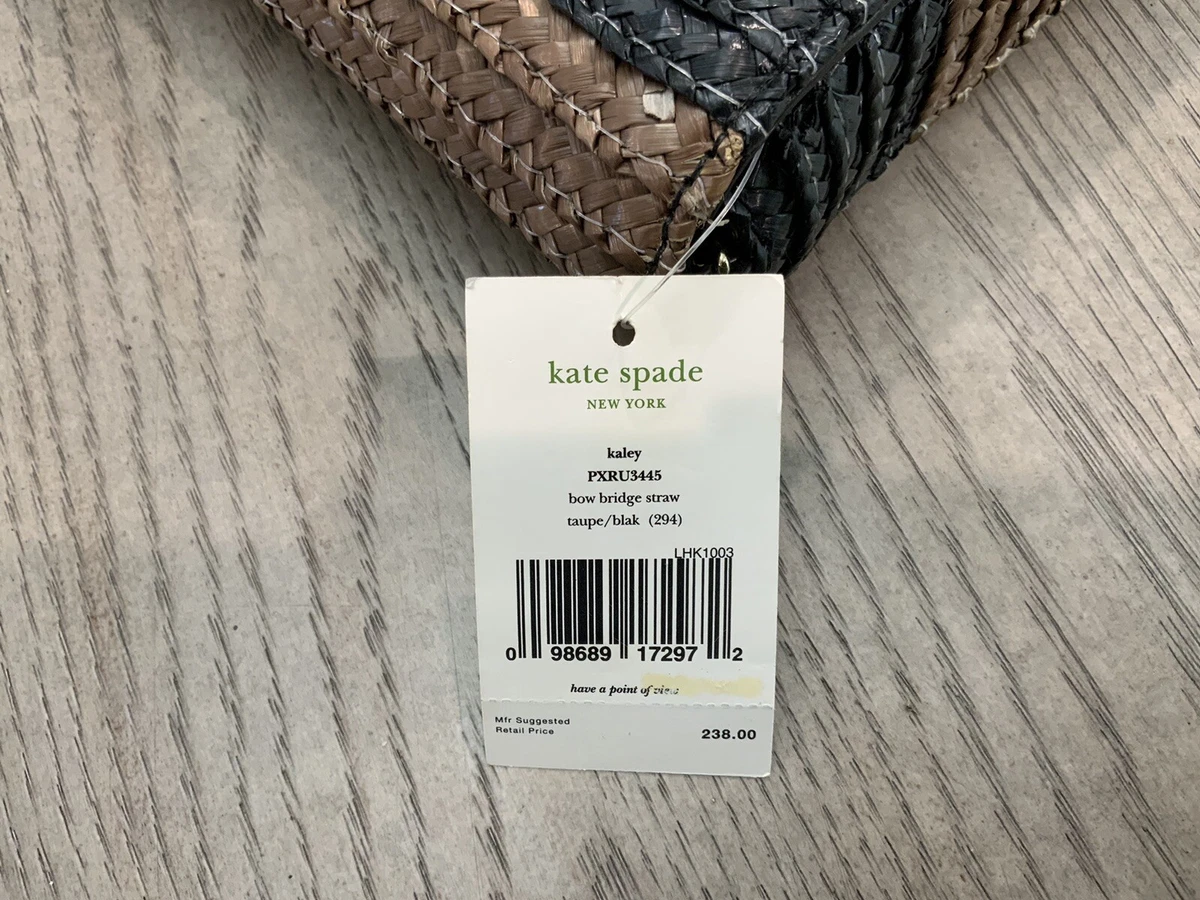 kate spade
NEW YORK
kaley
PXRU3445
bow bridge straw
taupe/blak (294)
LHK1003
0 98689 17297 2
have a point of view
Mfr Suggested
Retail Price
238.00